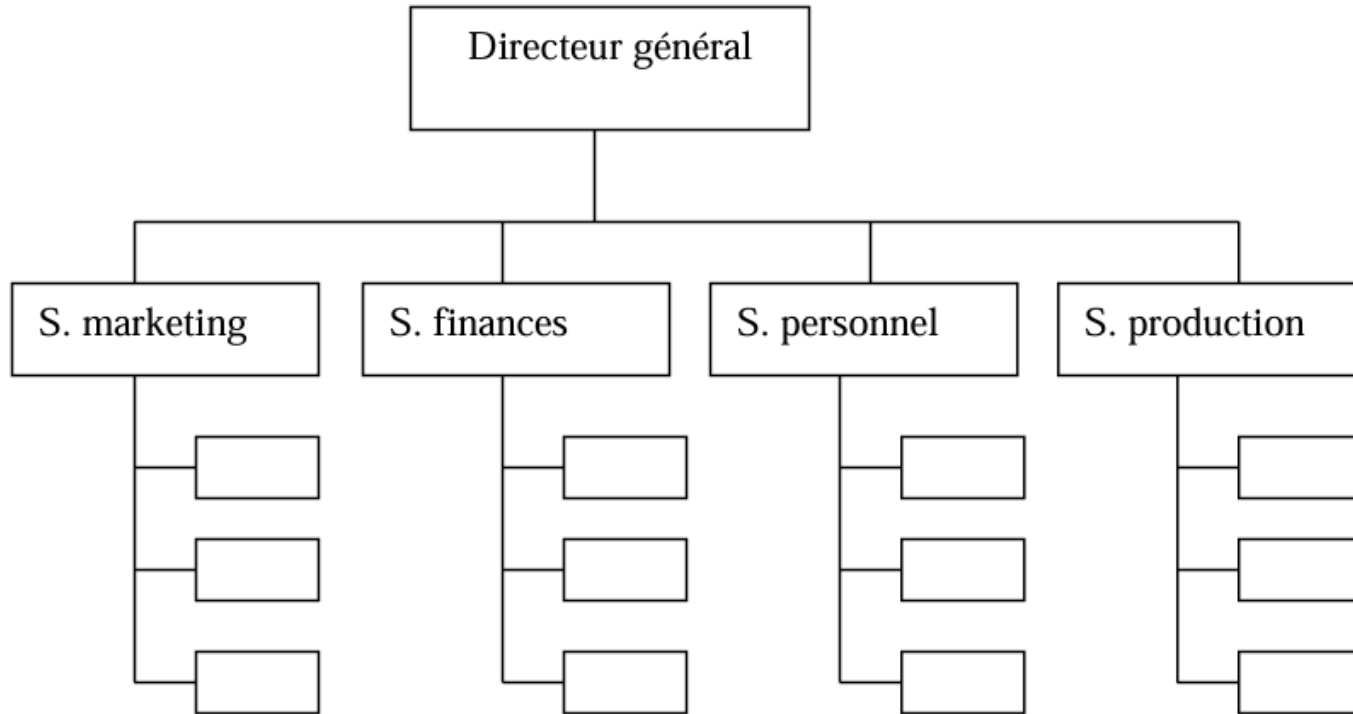 Directeur général
S. marketing
S. finances
S. personnel
S. production